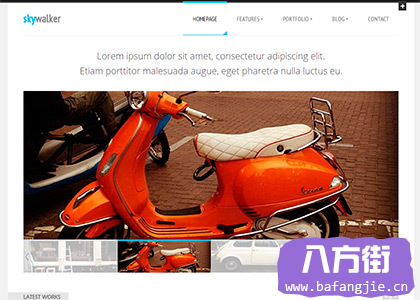 skywalker
HOMEPAGE FEATURES PORTFOLIO BLOG CONTACT
Lorem ipsum dolor sit amet, consectetur adipiscing elit.
Etiam porttitor malesuada augue, eget pharetra nulla luctus eu.
Vespa
八方街
www.bafangjie.cn
LATEST WORKS